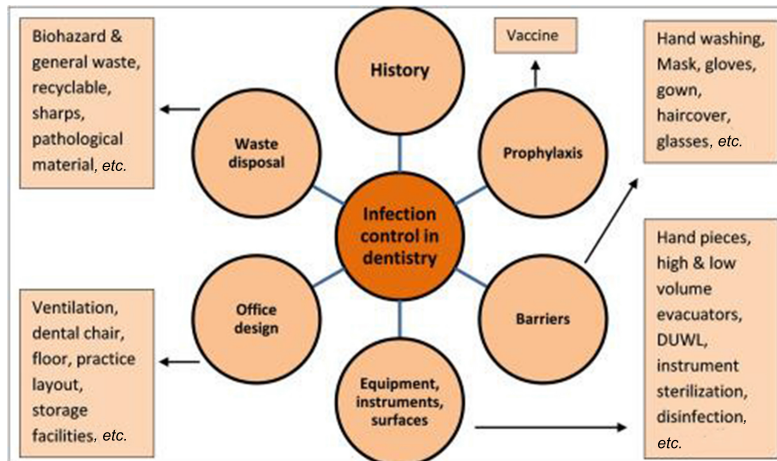 Biohazard &
general waste,
recyclable,
sharps,
pathological
material, etc.
History
Vaccine
Hand washing,
Mask, gloves,
gown,
haircover,
glasses, etc.
Waste
disposal
Prophylaxis
Infection
control in
dentistry
Ventilation,
dental chair,
floor, practice
layout,
storage
facilities, etc.
Office
design
Barriers
Equipment,
instruments,
surfaces
Hand pieces,
high & low
volume
evacuators,
DUWL,
instrument
sterilization,
disinfection,
etc.